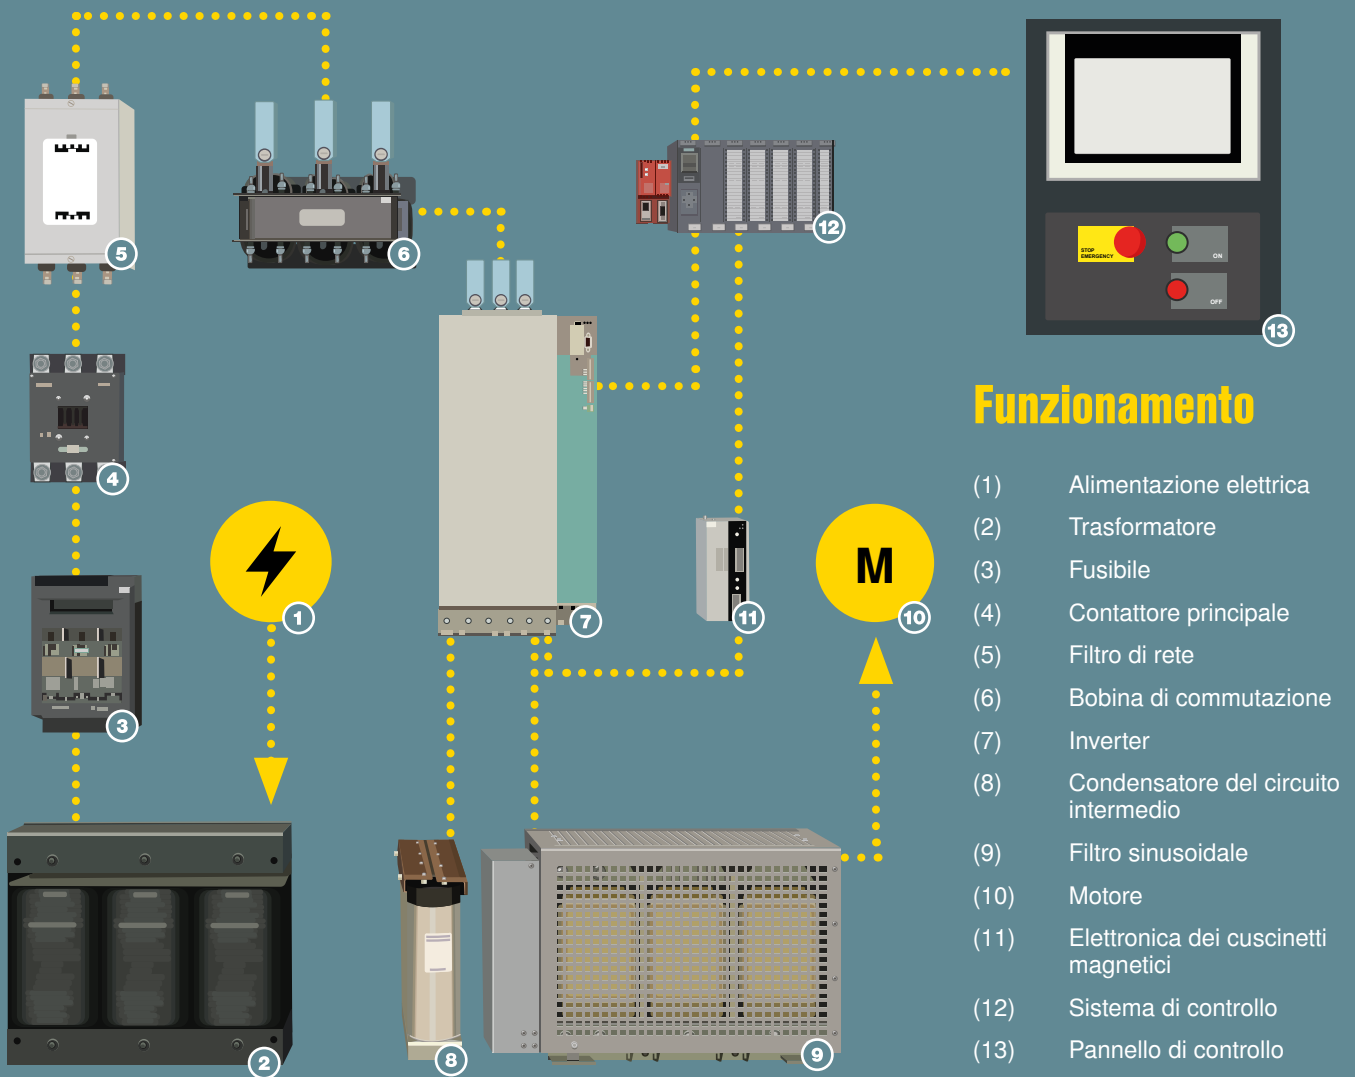 5
6
12
STOP
EMERGENCY
ON
OFF
13
4
1
7
11
M
10
3
2
8
9
Funzionamento
(1) Alimentazione elettrica
(2) Trasformatore
(3) Fusibile
(4) Contattore principale
(5) Filtro di rete
(6) Bobina di commutazione
(7) Inverter
(8) Condensatore del circuito
intermedio
(9) Filtro sinusoidale
(10) Motore
(11) Elettronica dei cuscinetti
magnetici
(12) Sistema di controllo
(13) Pannello di controllo